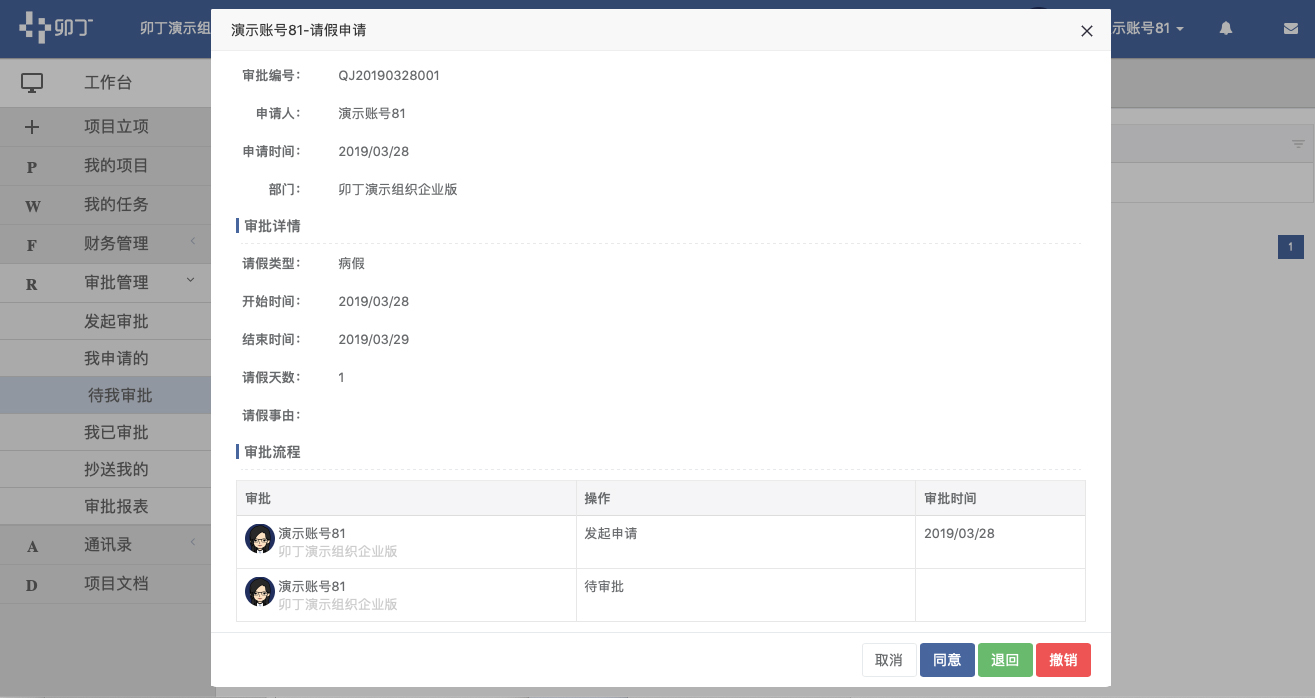 卯丁
卯丁演示组
示账号81
工作台
项目立项
P 我的项目
W 我的任务
F 财务管理
R 审批管理
发起审批
我申请的
待我审批
我已审批
抄送我的
审批报表
A 通讯录
D 项目文档
演示账号81-请假申请
审批编号： QJ20190328001
申请人： 演示账号81
申请时间： 2019/03/28
部门： 卯丁演示组织企业版
审批详情
请假类型： 病假
开始时间： 2019/03/28
结束时间： 2019/03/29
请假天数： 1
请假事由：
审批流程
审批 操作 审批时间
演示账号81 发起申请 2019/03/28
卯丁演示组织企业版
演示账号81 待审批
卯丁演示组织企业版
取消 同意 退回 撤销
1